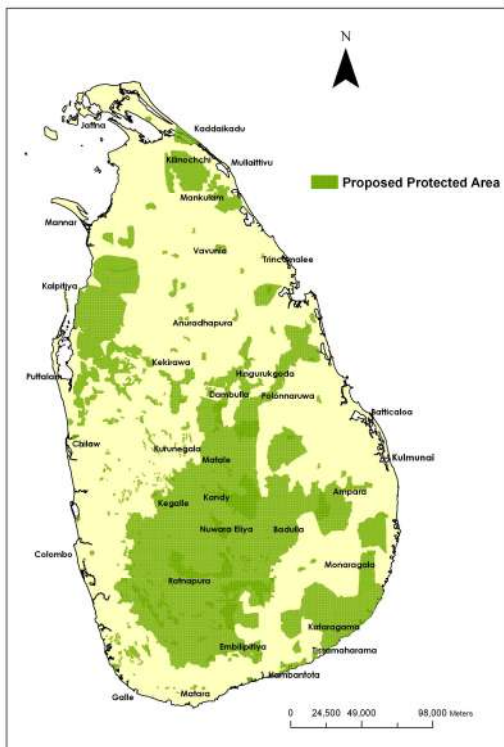 N
Jaffna
Kaddaikadu
Kilinochchi
Mullaittivu
Proposed Protected Area
Mankulam
Mannar
Vavunia
Trincomalee
Kalpitiya
Anuradhapura
Kekirawa
Hingurukgoda
Puttalam
Dambulla
Polonnaruwa
Batticaloa
Chilaw
Kurunegala
Kulmunai
Matale
Ampara
Kegalle
Kandy
Nuwara Eliya
Badulla
Colombo
Monaragala
Ratnapura
Kataragama
Embilipitiya
Tissamaharama
Hambantota
Galle
Matara
0 24,500 49,000 98,000 Meters